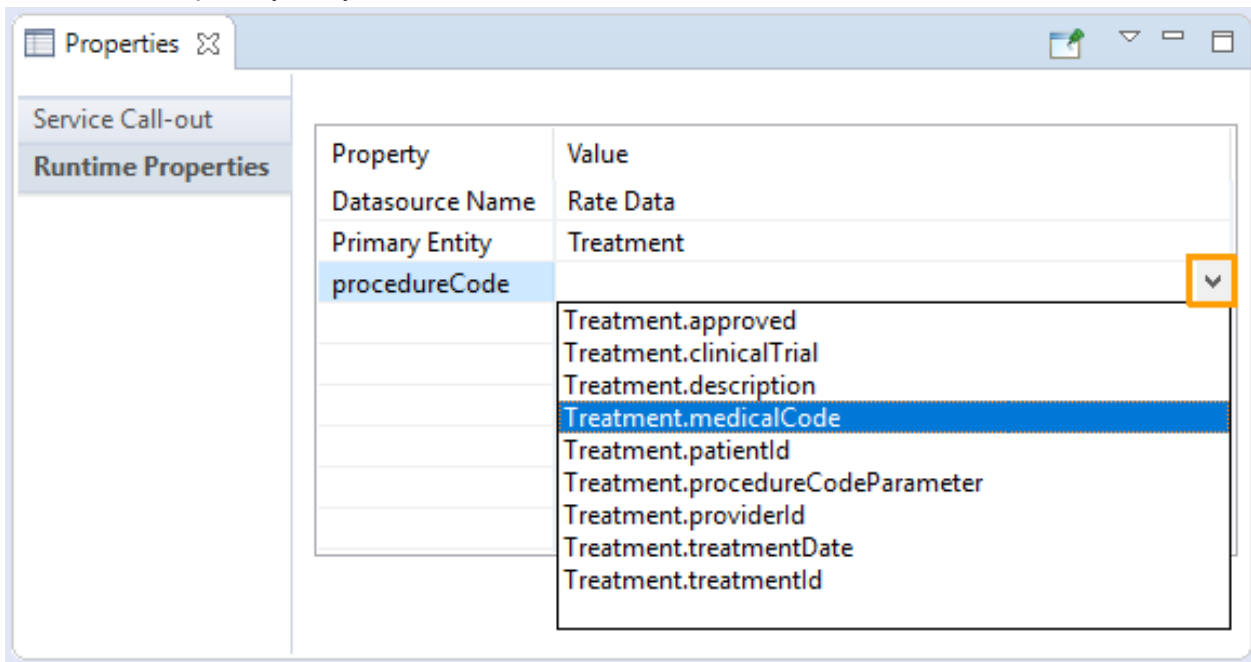 Properties
Service Call-out
Runtime Properties
Property Value
Datasource Name Rate Data
Primary Entity Treatment
procedureCode
Treatment.approved
Treatment.clinicalTrial
Treatment.description
Treatment.medicalCode
Treatment.patientId
Treatment.procedureCodeParameter
Treatment.providerId
Treatment.treatmentDate
Treatment.treatmentId